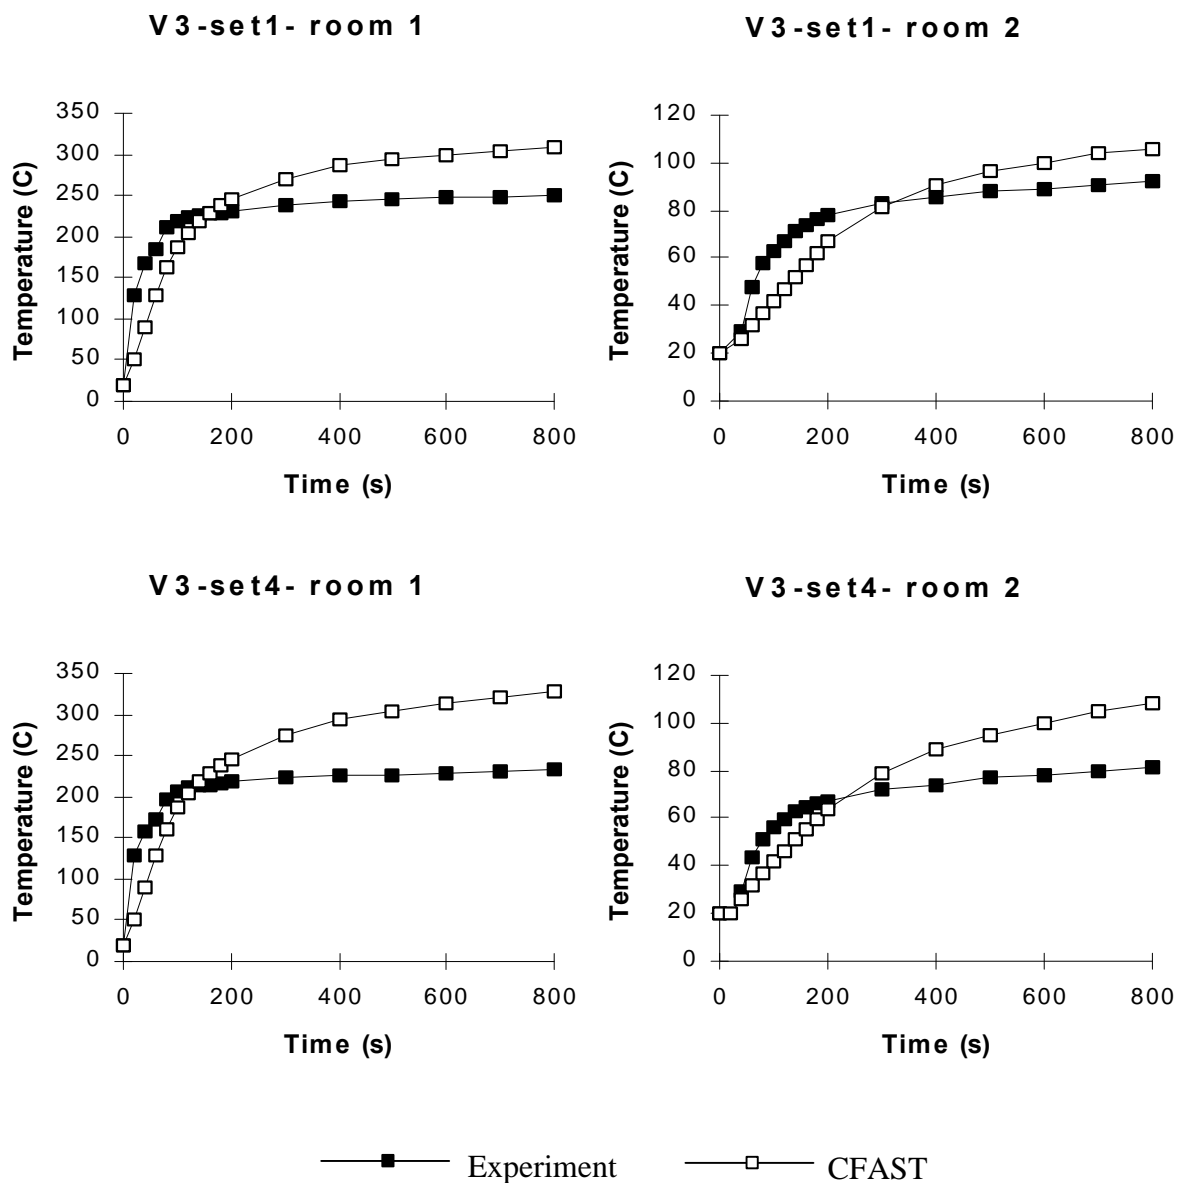 V3-set1- room 1
350
300
250
200
150
100
50
0
Temperature (C)
0 200 400 600 800
Time (s)
V3-set1- room 2
120
100
80
60
40
20
0
Temperature (C)
0 200 400 600 800
Time (s)
V3-set4- room 1
350
300
250
200
150
100
50
0
Temperature (C)
0 200 400 600 800
Time (s)
V3-set4- room 2
120
100
80
60
40
20
0
Temperature (C)
0 200 400 600 800
Time (s)
Experiment CFAST